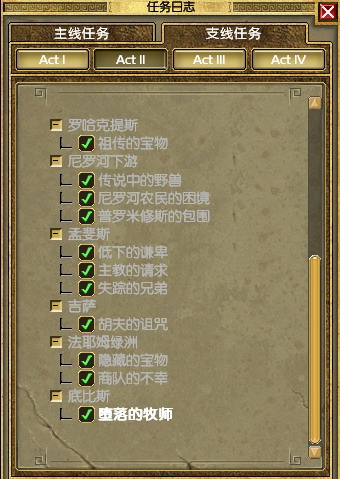 任务日志
主线任务 支线任务
Act I Act II Act III Act IV
罗哈克提斯
祖传的宝物
尼罗河下游
传说中的野兽
尼罗河农民的困境
普罗米修斯的包围
孟斐斯
低下的谦卑
主教的请求
失踪的兄弟
吉萨
胡夫的诅咒
法耶姆绿洲
隐藏的宝物
商队的不幸
底比斯
堕落的牧师